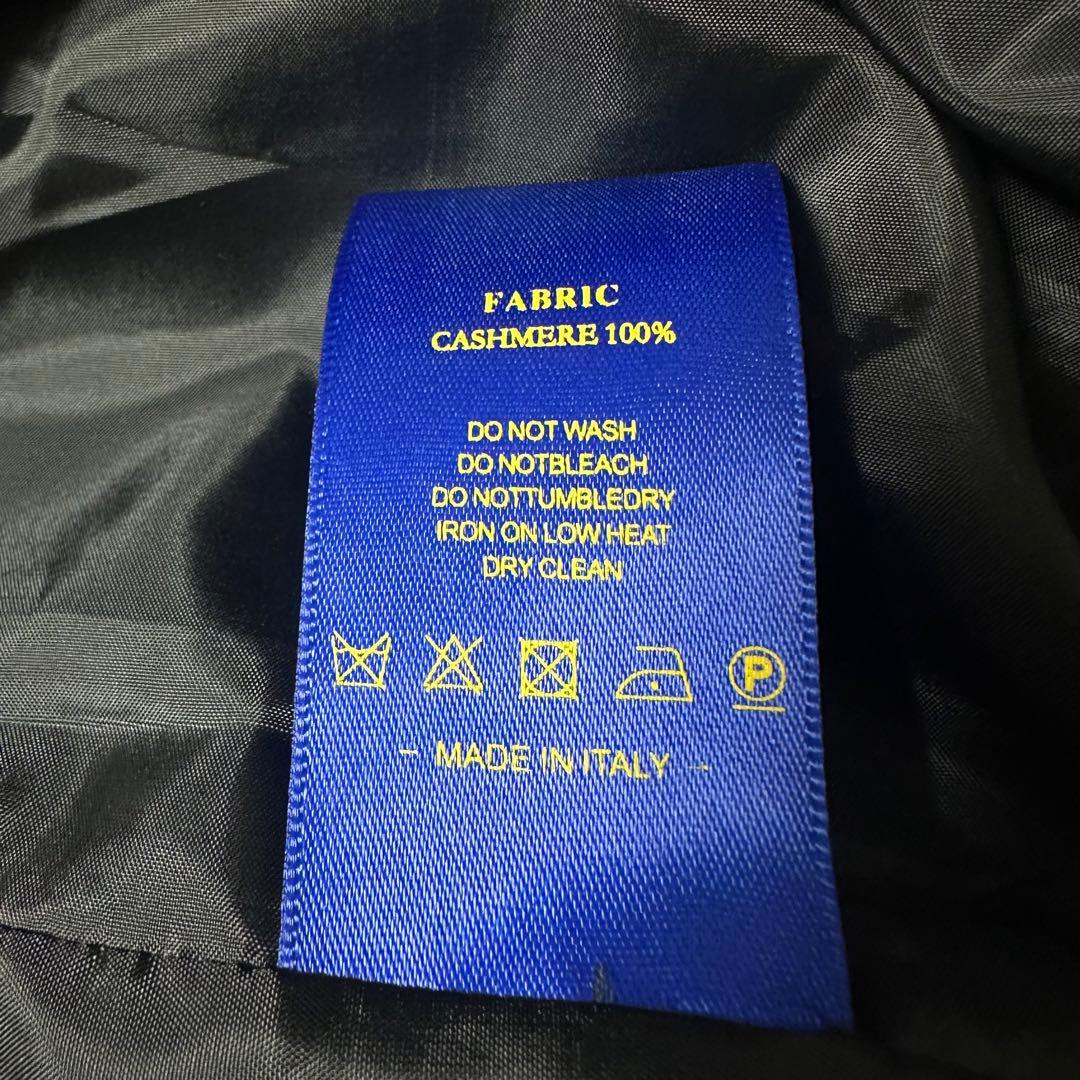 FABRIC
CASHMERE 100%
DO NOT WASH
DO NOTBLEACH
DO NOTTUMBLEDRY
IRON ON LOW HEAT
DRY CLEAN
P
- MADE IN ITALY -